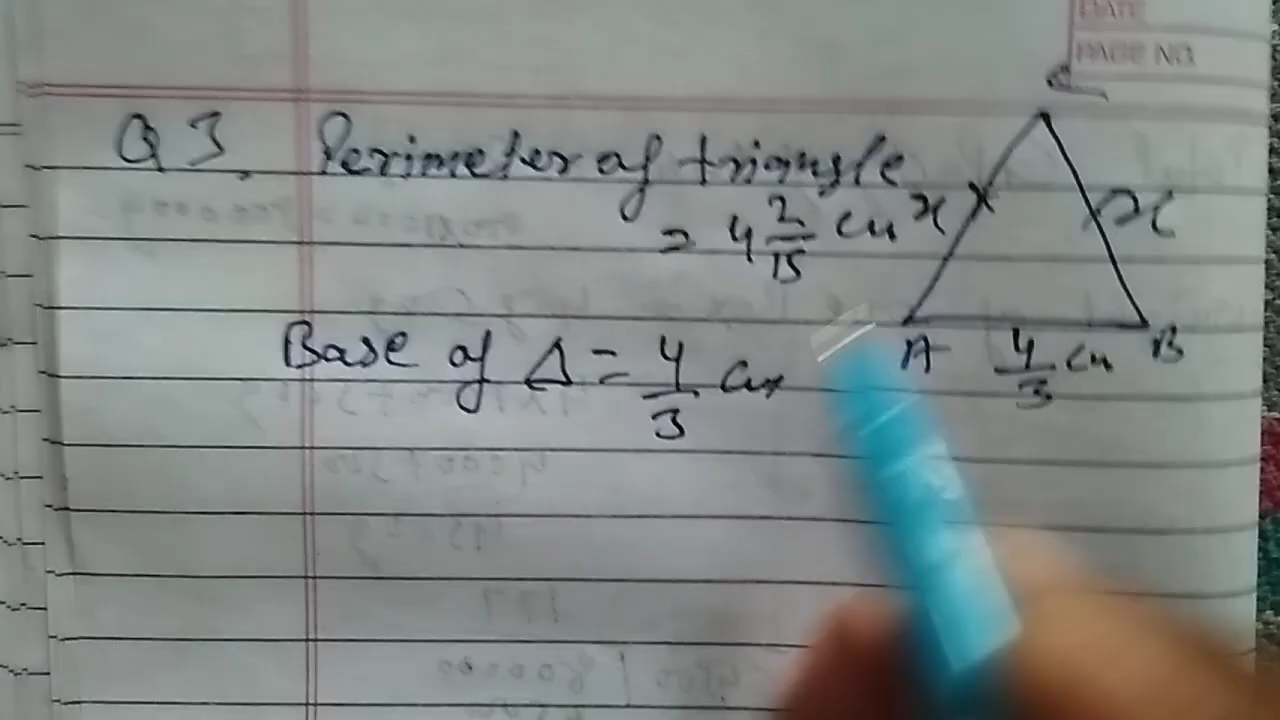 DATE
PAGE NO.
Q 3. Perimeter of triangle
= 4 2/15 cm
C
x
x
Base of Δ = 4/3 cm
A
4/3 cm
B